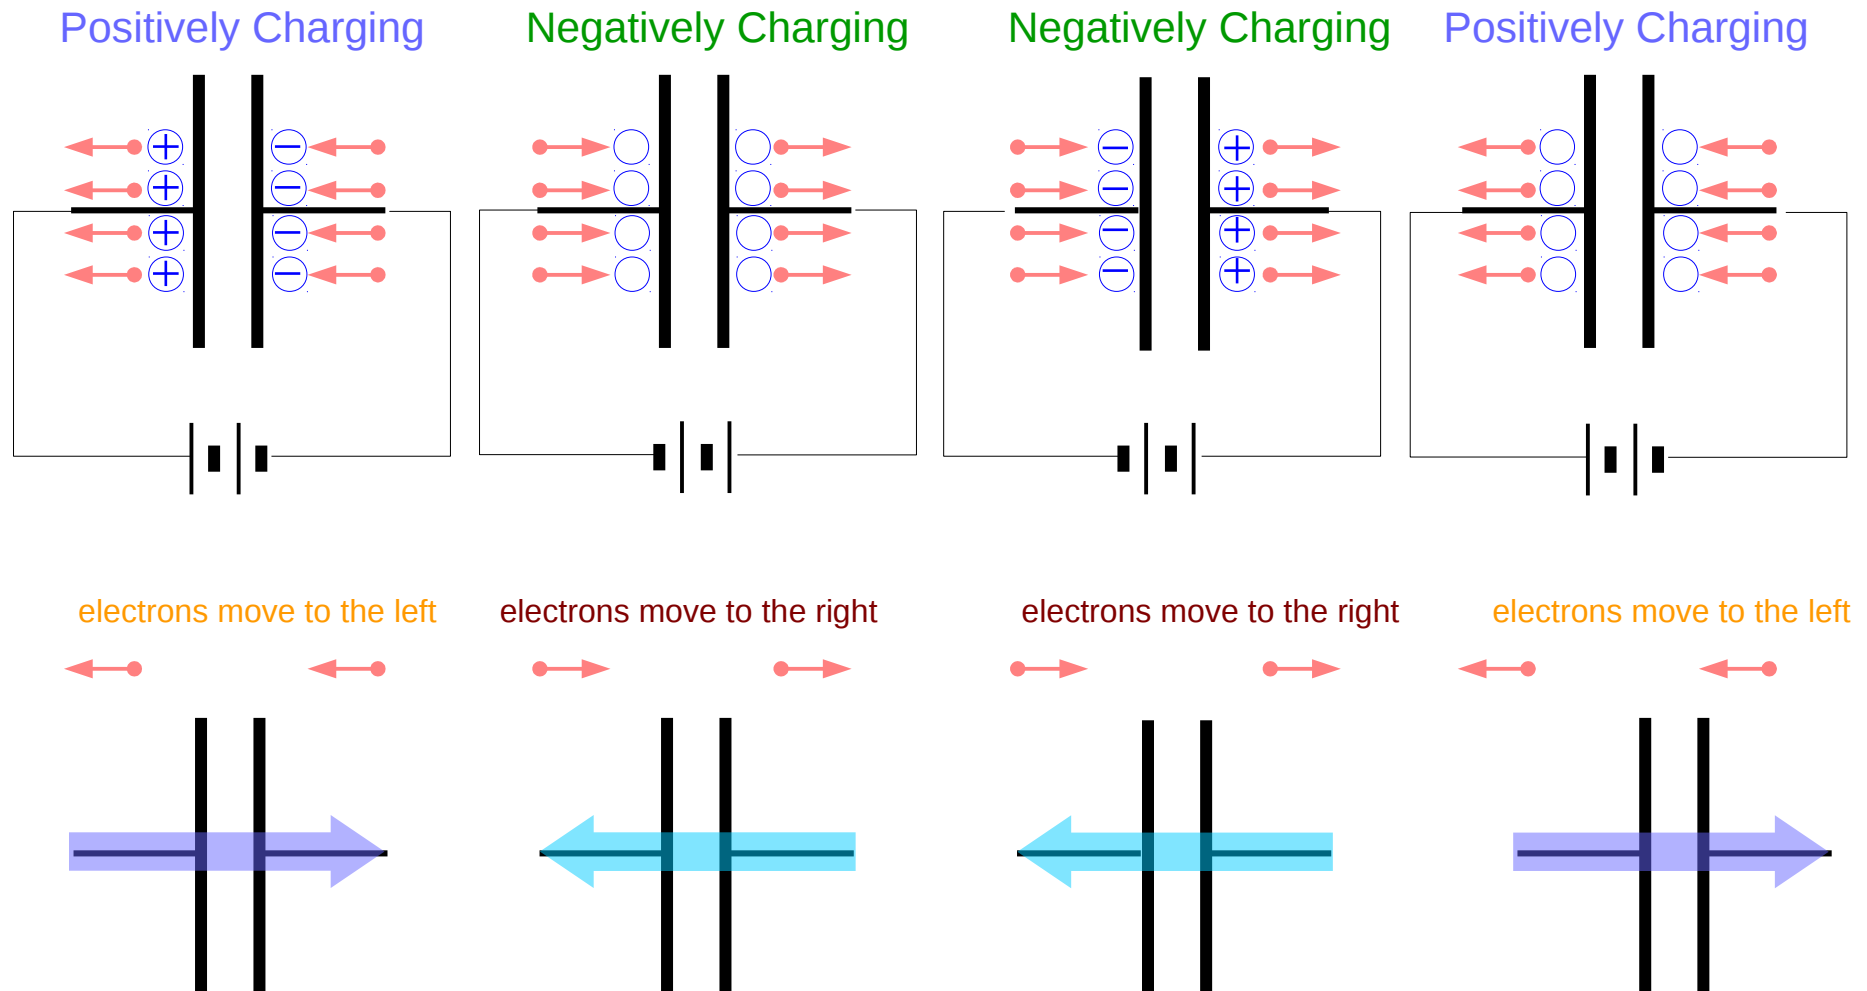 Positively Charging
Negatively Charging
Negatively Charging
Positively Charging
electrons move to the left
electrons move to the right
electrons move to the right
electrons move to the left